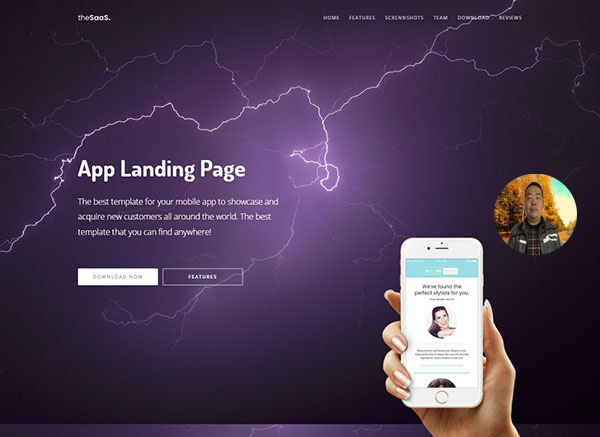 theSaaS.
HOME FEATURES SCRENNSHOTS TEAM DOWNLOAD REVIEWS
App Landing Page
The best template for your mobile app to showcase and
acquire new customers all around the world. The best
template that you can find anywhere!
DOWNLOAD NOW FEATURES
We've found the
perfect stylists for you.